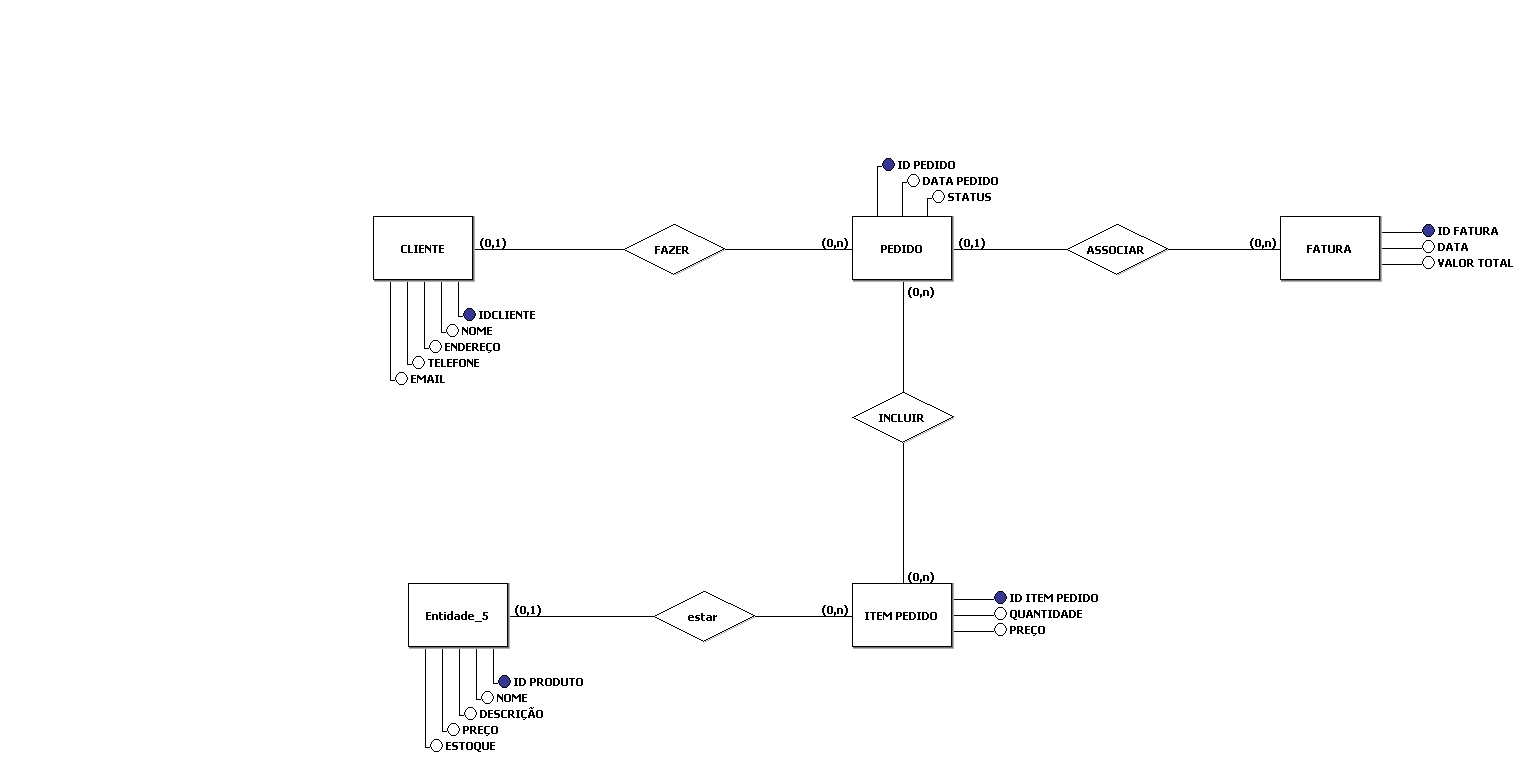 ID PEDIDO
DATA PEDIDO
STATUS
CLIENTE
(0,1)
FAZER
(0,n)
PEDIDO
(0,1)
ASSOCIAR
(0,n)
FATURA
ID FATURA
DATA
VALOR TOTAL
(0,n)
IDCLIENTE
NOME
ENDEREÇO
TELEFONE
EMAIL
INCLUIR
(0,n)
Entidade_5
(0,1)
estar
(0,n)
ITEM PEDIDO
ID ITEM PEDIDO
QUANTIDADE
PREÇO
ID PRODUTO
NOME
DESCRIÇÃO
PREÇO
ESTOQUE